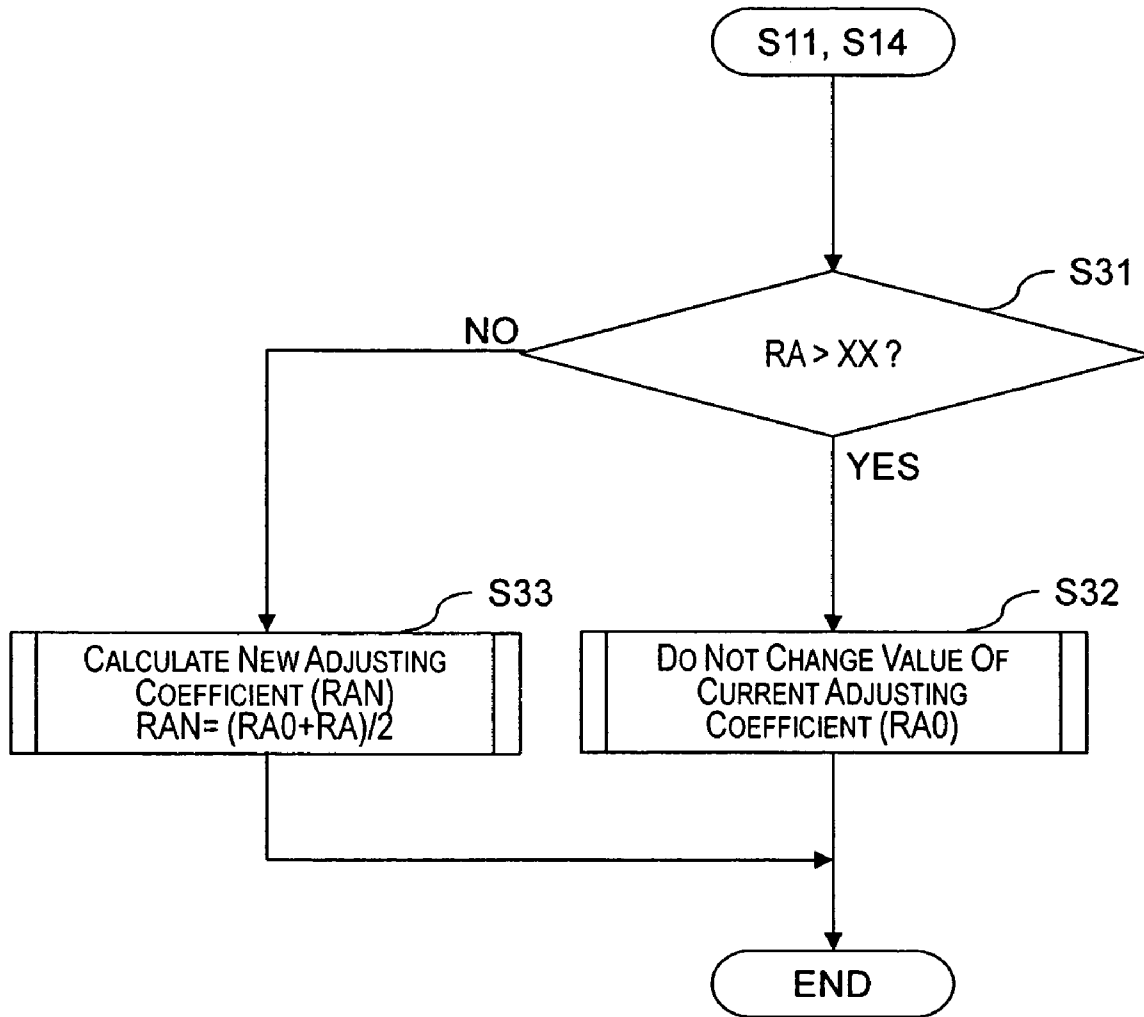 S11, S14
S31
RA > XX ?
NO
YES
S33
S32
CALCULATE NEW ADJUSTING
COEFFICIENT (RAN)
RAN= (RA0+RA)/2
DO NOT CHANGE VALUE OF
CURRENT ADJUSTING
COEFFICIENT (RA0)
END